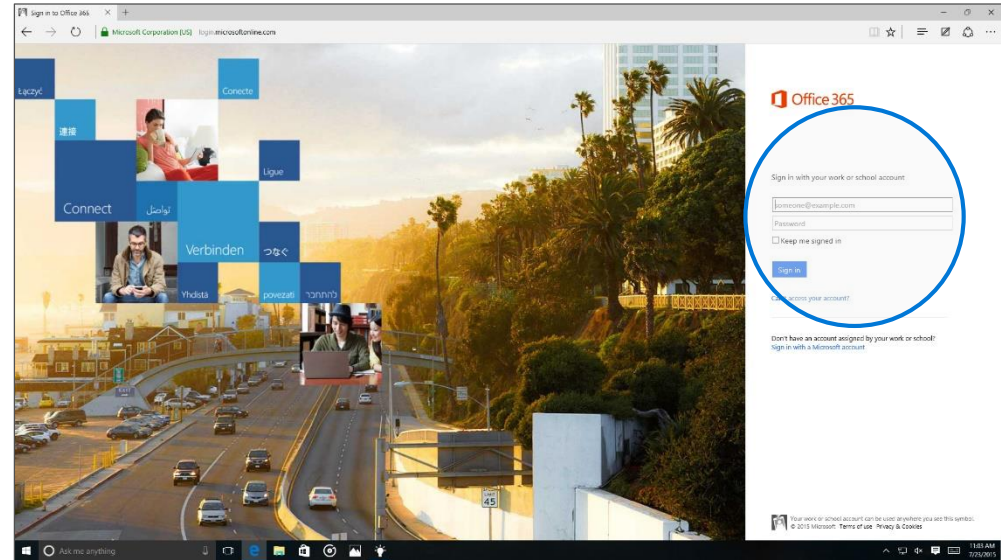 Sign in to Office 365
Microsoft Corporation [US] login.microsoftonline.com
Łączyć
Conecte
連接
Ligue
Connect
تواصل
Verbinden
つなぐ
Yhdistä
povezati
להתחבר
SPEED
LIMIT
45
Office 365
Sign in with your work or school account
someone@example.com
Password
Keep me signed in
Sign in
Can't access your account?
Don't have an account assigned by your work or school?
Sign in with a Microsoft account
Your work or school account can be used anywhere you see this symbol.
© 2015 Microsoft Terms of use Privacy & Cookies
Ask me anything
11:03 AM
7/23/2015